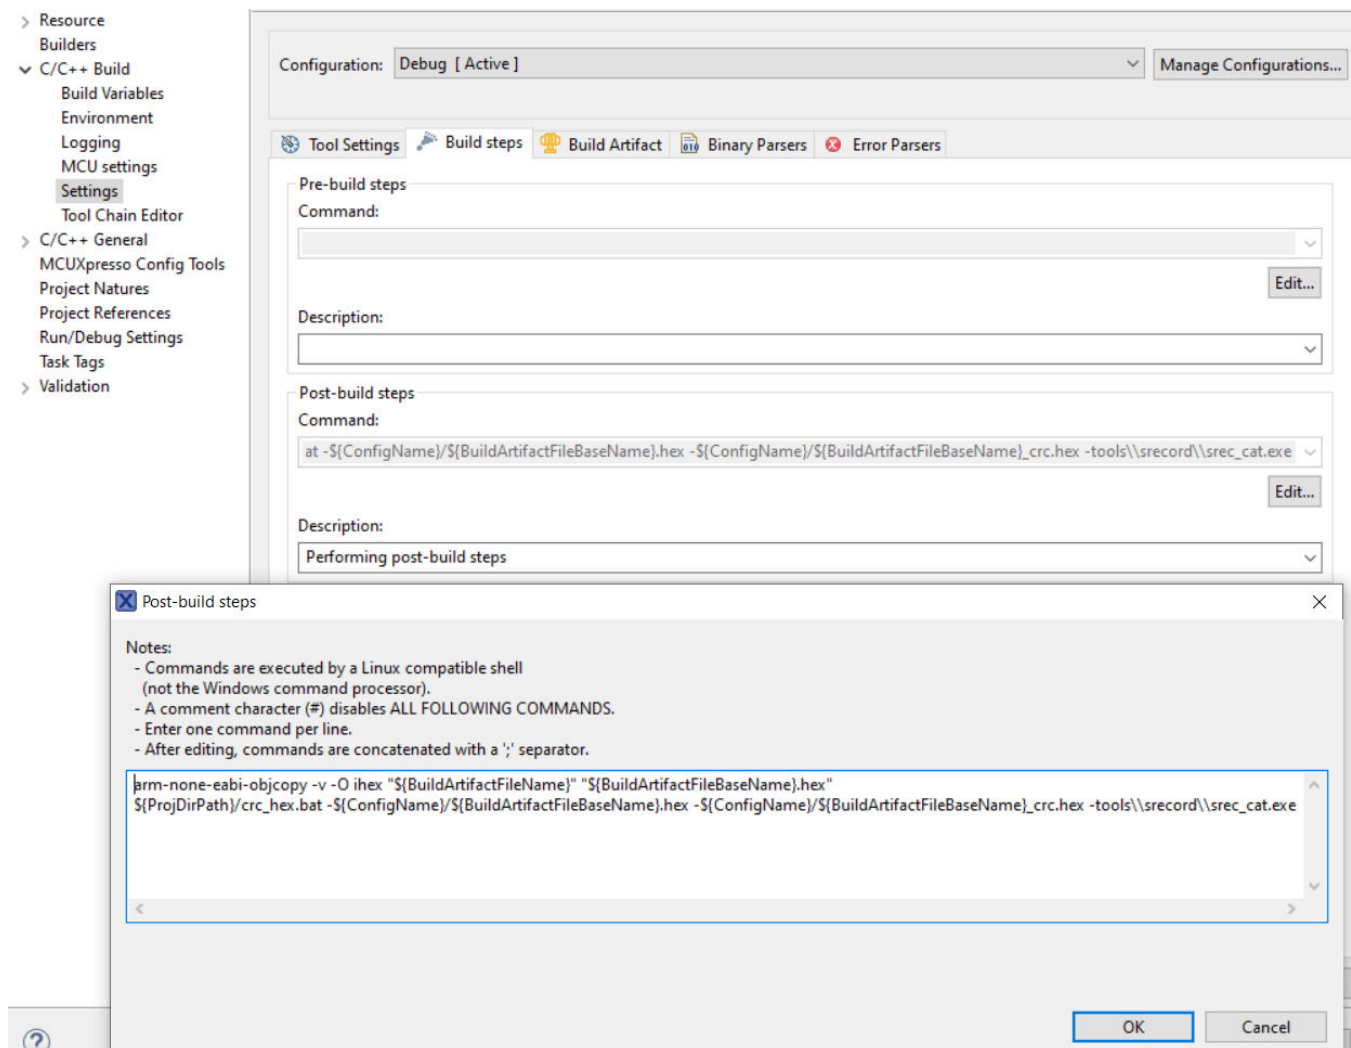 Resource
Builders
C/C++ Build
Build Variables
Environment
Logging
MCU settings
Settings
Tool Chain Editor
C/C++ General
MCUXpresso Config Tools
Project Natures
Project References
Run/Debug Settings
Task Tags
Validation
Configuration: Debug [ Active ] Manage Configurations...
Tool Settings Build steps Build Artifact Binary Parsers Error Parsers
Pre-build steps
Command:
Edit...
Description:
Post-build steps
Command:
at -${ConfigName}/${BuildArtifactFileBaseName}.hex -${ConfigName}/${BuildArtifactFileBaseName}_crc.hex -tools\\srecord\\srec_cat.exe
Edit...
Description:
Performing post-build steps
Post-build steps
Notes:
- Commands are executed by a Linux compatible shell
(not the Windows command processor).
- A comment character (#) disables ALL FOLLOWING COMMANDS.
- Enter one command per line.
- After editing, commands are concatenated with a ';' separator.
arm-none-eabi-objcopy -v -O ihex "${BuildArtifactFileName}" "${BuildArtifactFileBaseName}.hex"
${ProjDirPath}/crc_hex.bat -${ConfigName}/${BuildArtifactFileBaseName}.hex -${ConfigName}/${BuildArtifactFileBaseName}_crc.hex -tools\\srecord\\srec_cat.exe
OK Cancel